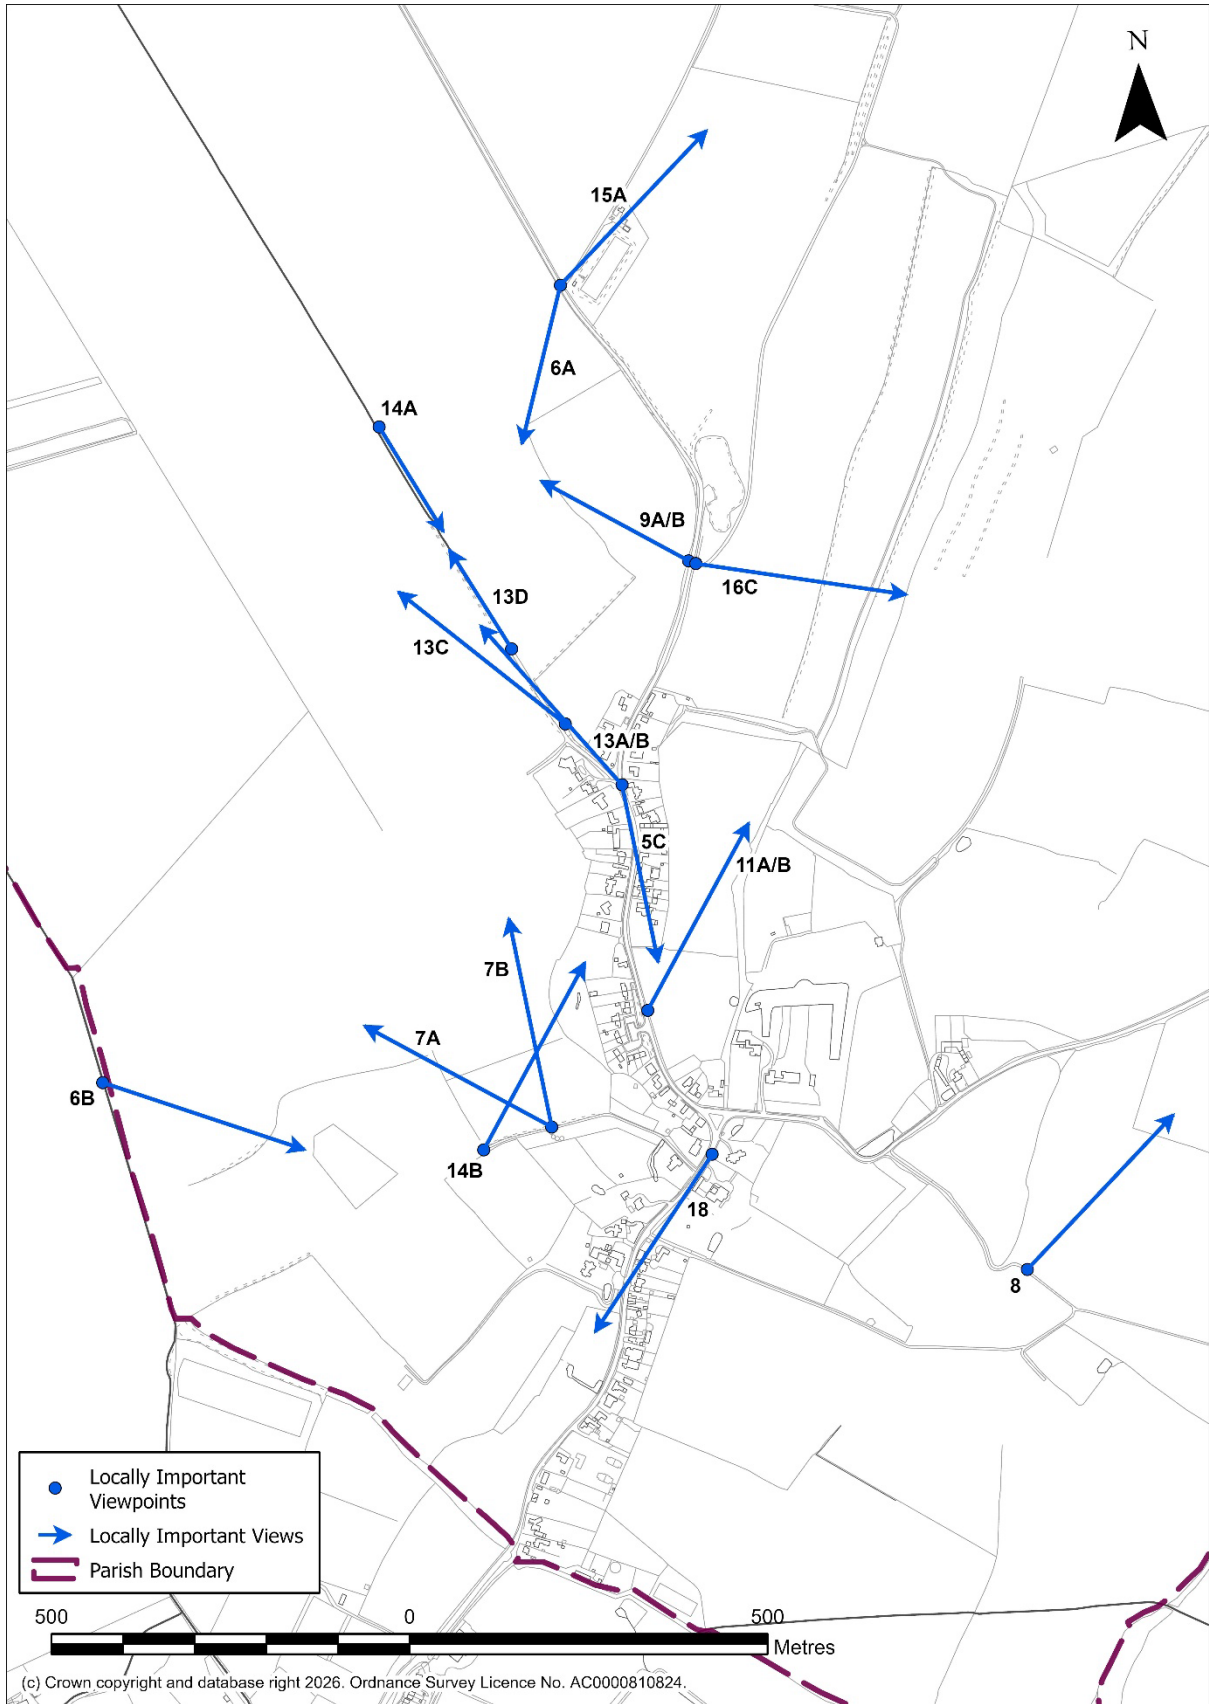 N
15A
6A
14A
9A/B
16C
13D
13C
13A/B
5C
11A/B
7B
7A
6B
14B
18
8
Locally Important
Viewpoints
Locally Important Views
Parish Boundary
500 0 500
Metres
(c) Crown copyright and database right 2026. Ordnance Survey Licence No. AC0000810824.